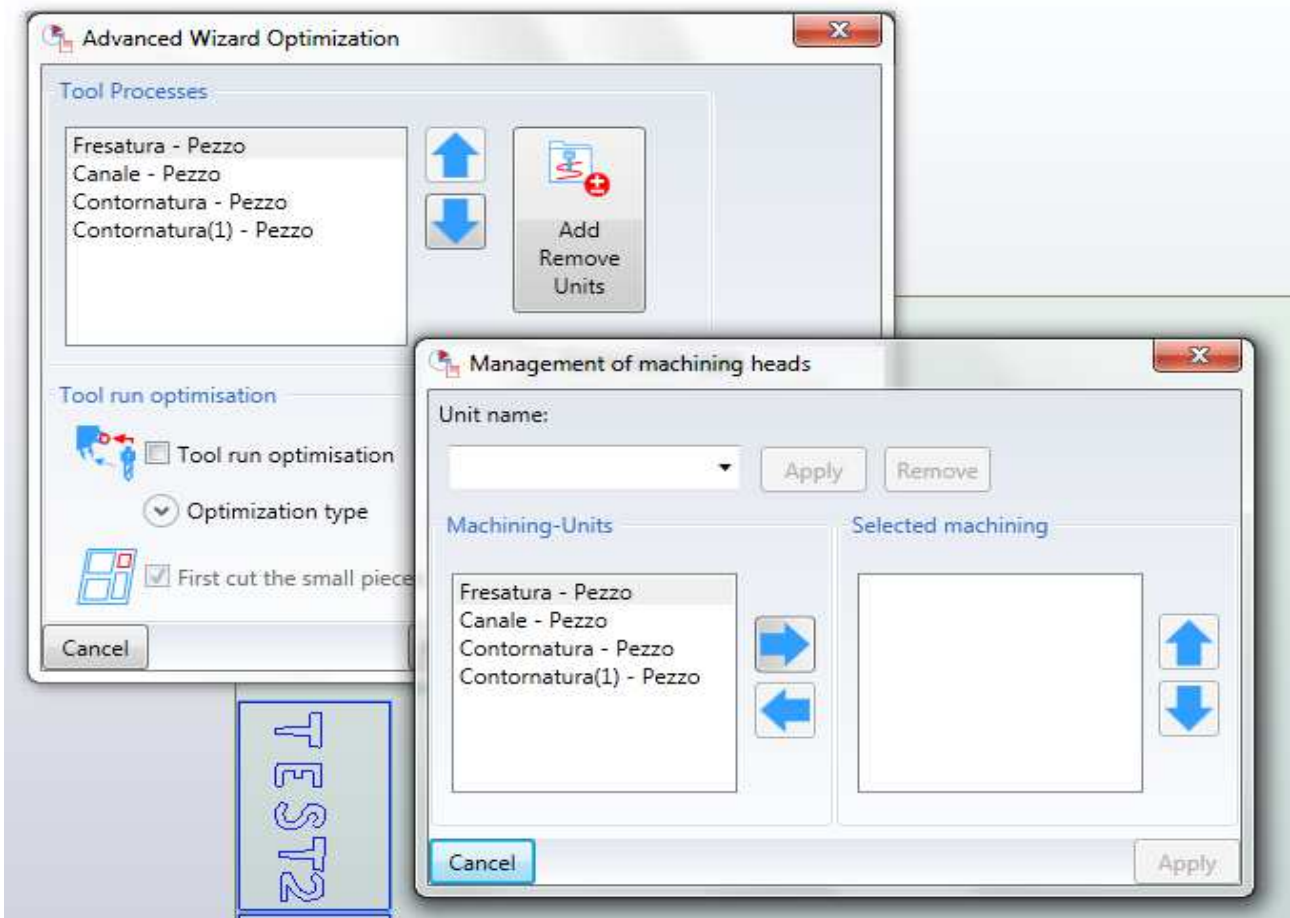 Advanced Wizard Optimization
Tool Processes
Fresatura - Pezzo
Canale - Pezzo
Contornatura - Pezzo
Contornatura(1) - Pezzo
Add
Remove
Units
Tool run optimisation
Tool run optimisation
Optimization type
First cut the small piece
Cancel
Management of machining heads
Unit name:
Apply
Remove
Machining-Units
Selected machining
Fresatura - Pezzo
Canale - Pezzo
Contornatura - Pezzo
Contornatura(1) - Pezzo
Cancel
Apply
TEST2